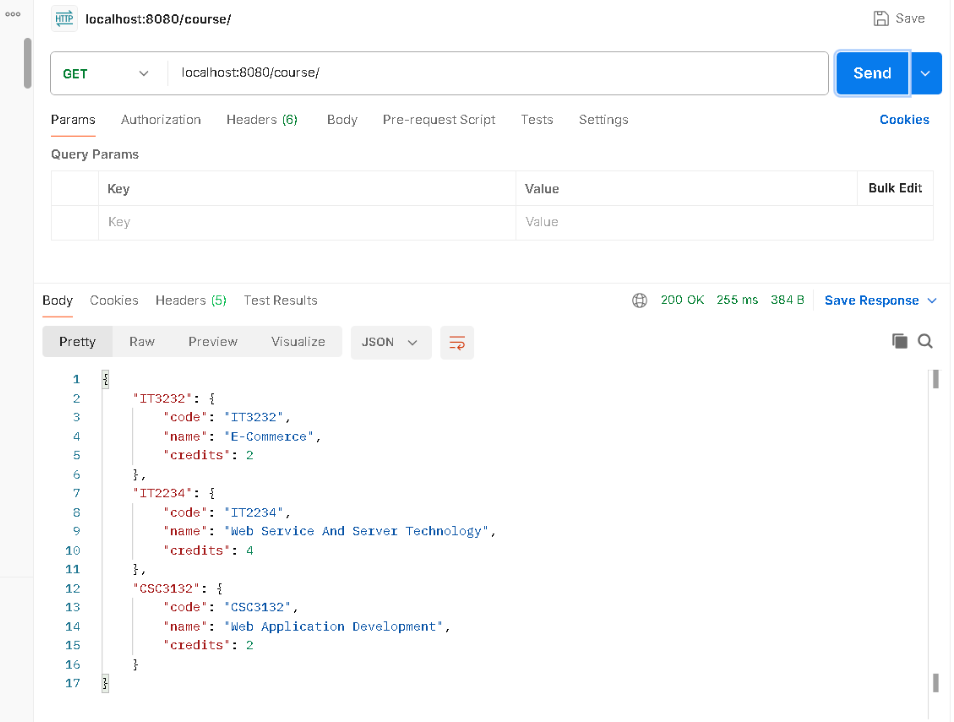 HTTP localhost:8080/course/ Save
GET localhost:8080/course/ Send
Params Authorization Headers (6) Body Pre-request Script Tests Settings Cookies
Query Params
Key Value Bulk Edit
Key Value
Body Cookies Headers (5) Test Results 200 OK 255 ms 384 B Save Response
Pretty Raw Preview Visualize JSON
1 {
2 "IT3232": {
3 "code": "IT3232",
4 "name": "E-Commerce",
5 "credits": 2
6 },
7 "IT2234": {
8 "code": "IT2234",
9 "name": "Web Service And Server Technology",
10 "credits": 4
11 },
12 "CSC3132": {
13 "code": "CSC3132",
14 "name": "Web Application Development",
15 "credits": 2
16 }
17 }